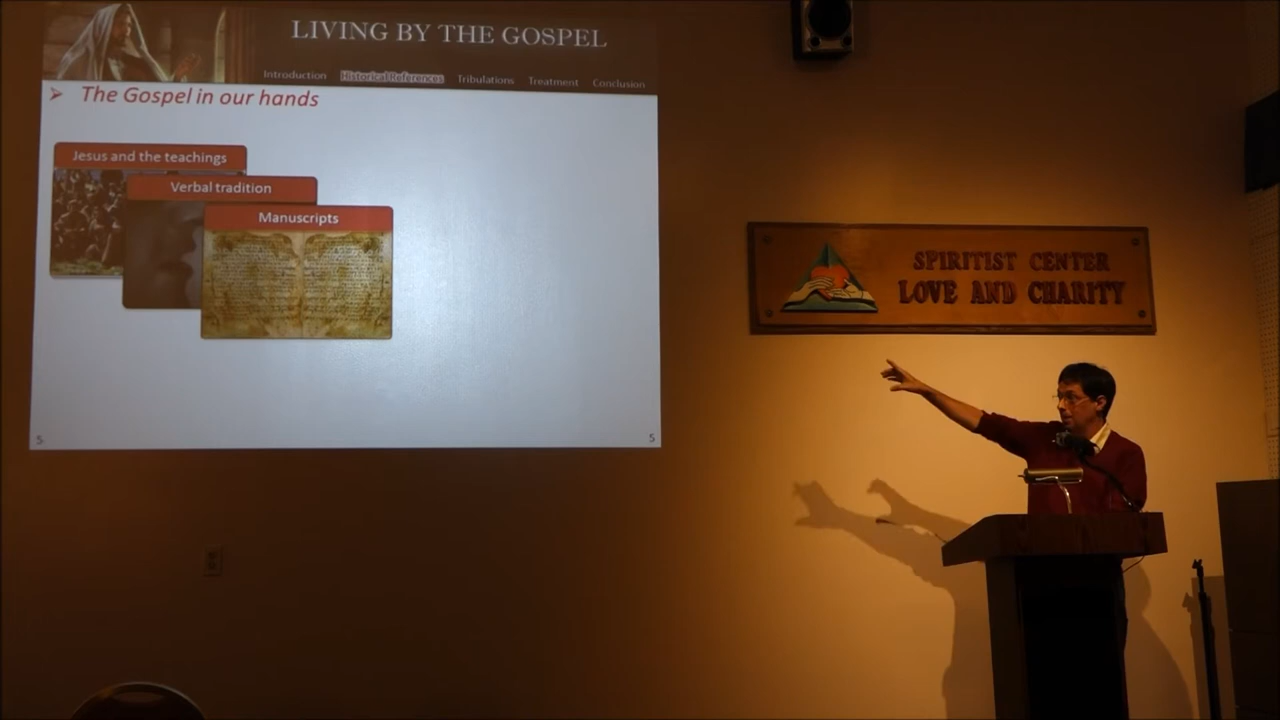 LIVING BY THE GOSPEL
Introduction Historical References Tribulations Treatment Conclusion
The Gospel in our hands
Jesus and the teachings
Verbal tradition
Manuscripts
5
5
SPIRITIST CENTER
LOVE AND CHARITY